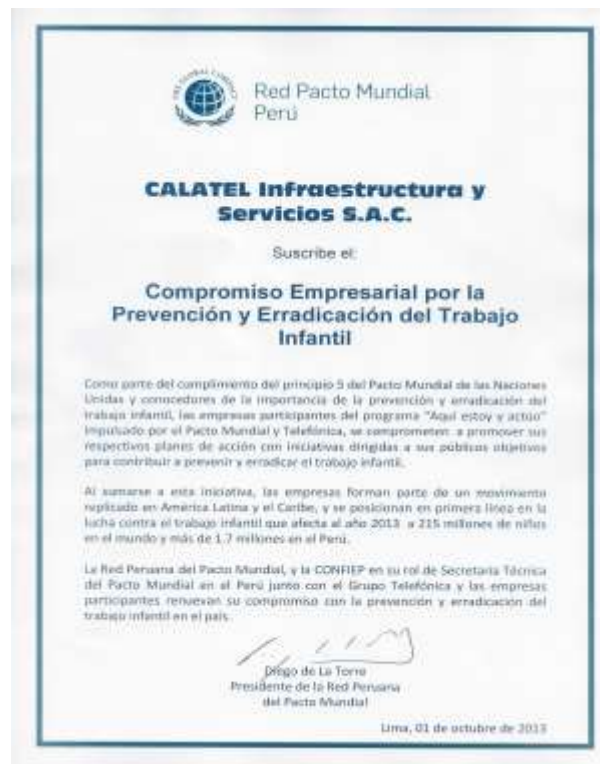 Red Pacto Mundial
Perú
CALATEL Infraestructura y
Servicios S.A.C.
Suscribe el:
Compromiso Empresarial por la
Prevención y Erradicación del Trabajo
Infantil
Como parte del cumplimiento del principio 5 del Pacto Mundial de las Naciones
Unidas y conocedores de la importancia de la prevención y erradicación del
trabajo infantil, las empresas participantes del programa "Aquí estoy y actúo"
impulsado por el Pacto Mundial y Telefónica, se comprometen a promover sus
respectivos planes de acción con iniciativas dirigidas a sus públicos objetivos
para contribuir a prevenir y erradicar el trabajo infantil.
Al sumarse a esta iniciativa, las empresas forman parte de un movimiento
replicado en América Latina y el Caribe, y se posicionan en primera línea en la
lucha contra el trabajo infantil que afecta al año 2013 a 215 millones de niños
en el mundo y más de 1.7 millones en el Perú.
La Red Peruana del Pacto Mundial, y la CONFIEP en su rol de Secretaria Técnica
del Pacto Mundial en el Perú junto con el Grupo Telefónica y las empresas
participantes renuevan su compromiso con la prevención y erradicación del
trabajo infantil en el país.
Diego de La Torre
Presidente de la Red Peruana
del Pacto Mundial
Lima, 01 de octubre de 2013